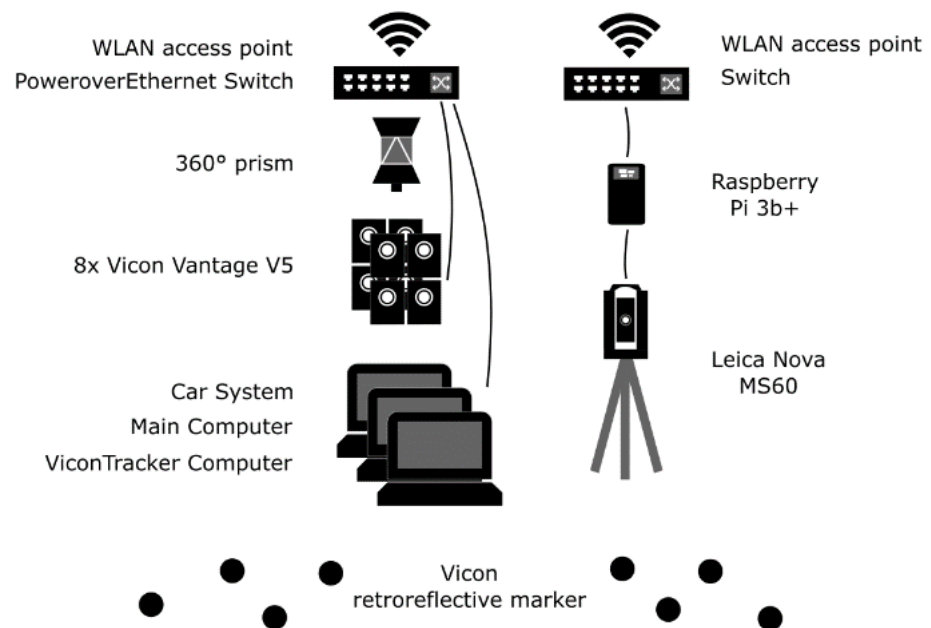 WLAN access point
PoweroverEthernet Switch
360° prism
8x Vicon Vantage V5
Car System
Main Computer
ViconTracker Computer
WLAN access point
Switch
Raspberry
Pi 3b+
Leica Nova
MS60
Vicon
retroreflective marker